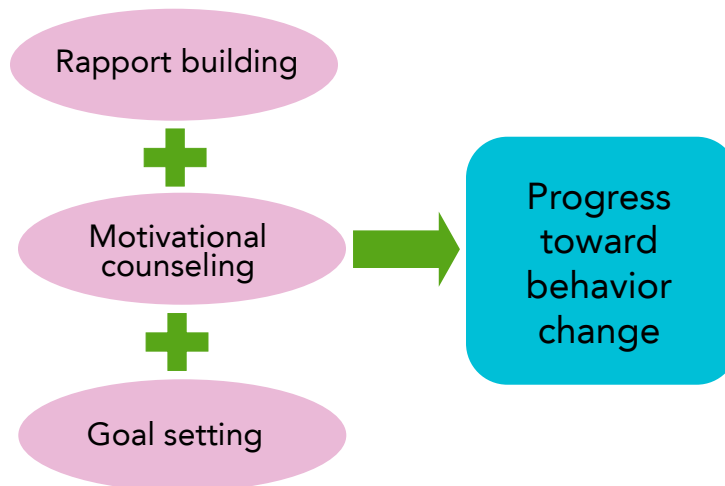 Rapport building
Motivational
counseling
Goal setting
Progress
toward
behavior
change